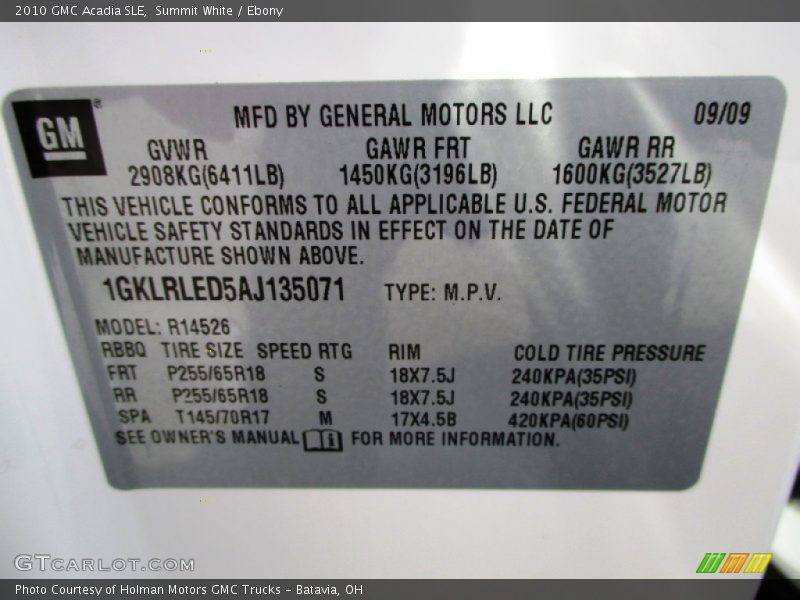 2010 GMC Acadia SLE, Summit White / Ebony
GM®
MFD BY GENERAL MOTORS LLC 09/09
GVWR GAWR FRT GAWR RR
2908KG(6411LB) 1450KG(3196LB) 1600KG(3527LB)
THIS VEHICLE CONFORMS TO ALL APPLICABLE U.S. FEDERAL MOTOR
VEHICLE SAFETY STANDARDS IN EFFECT ON THE DATE OF
MANUFACTURE SHOWN ABOVE.
1GKLRLED5AJ135071 TYPE: M.P.V.
MODEL: R14526
RBBQ TIRE SIZE SPEED RTG RIM COLD TIRE PRESSURE
FRT P255/65R18 S 18X7.5J 240KPA(35PSI)
RR P255/65R18 S 18X7.5J 240KPA(35PSI)
SPA T145/70R17 M 17X4.5B 420KPA(60PSI)
SEE OWNER'S MANUAL FOR MORE INFORMATION.
GTCARLOT.COM
Photo Courtesy of Holman Motors GMC Trucks - Batavia, OH